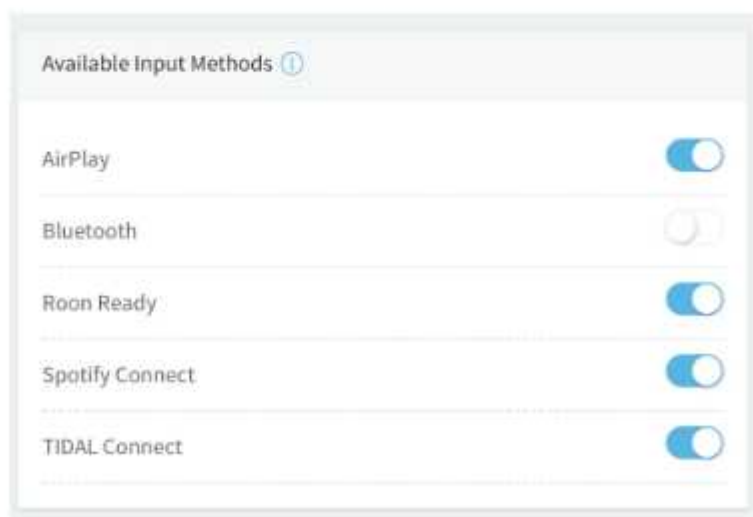 Available Input Methods
AirPlay
Bluetooth
Roon Ready
Spotify Connect
TIDAL Connect